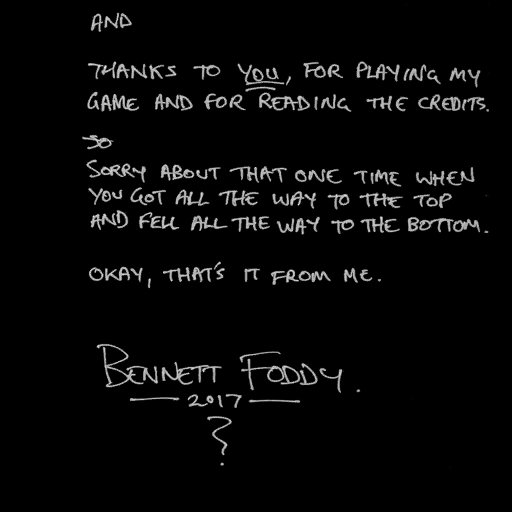 AND
THANKS TO YOU, FOR PLAYING MY
GAME AND FOR READING THE CREDITS.
SO
SORRY ABOUT THAT ONE TIME WHEN
YOU GOT ALL THE WAY TO THE TOP
AND FELL ALL THE WAY TO THE BOTTOM.
OKAY, THAT'S IT FROM ME.
BENNETT FODDY.
2017
?